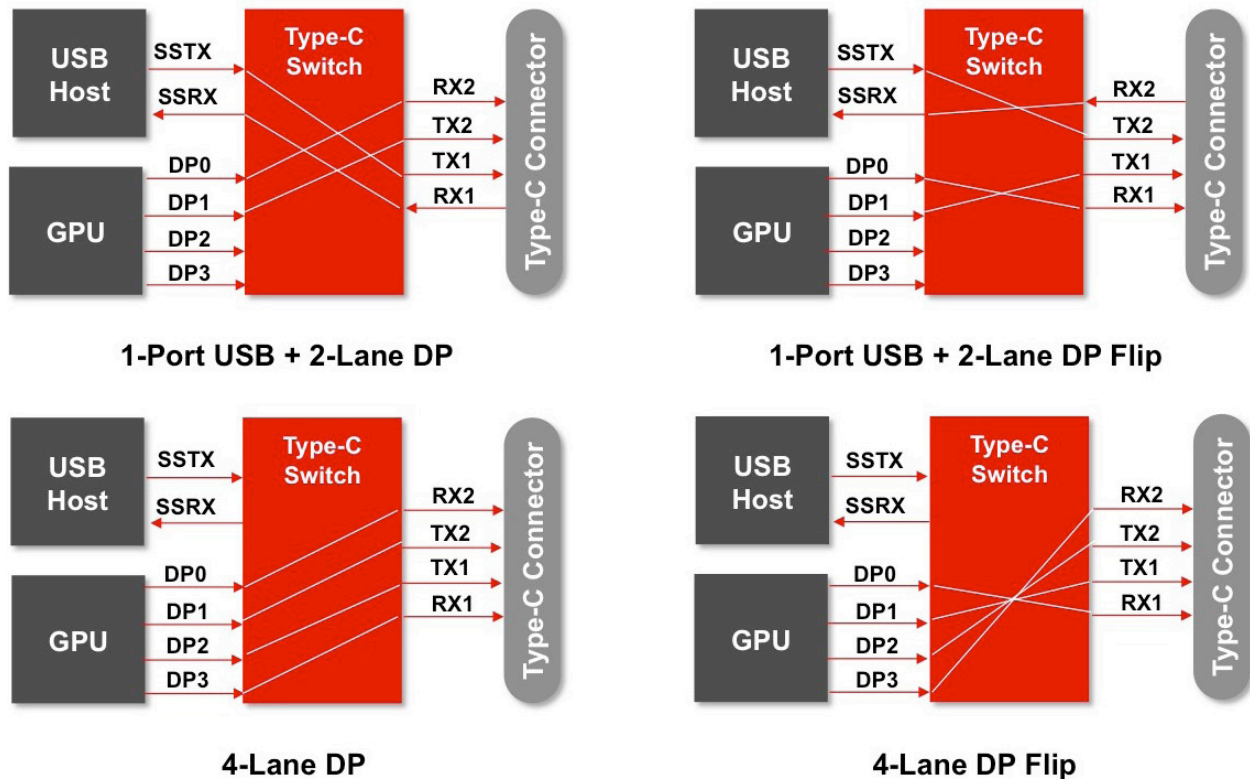 USB
Host
SSTX
SSRX
Type-C
Switch
RX2
TX2
TX1
RX1
Type-C Connector
GPU
DP0
DP1
DP2
DP3
1-Port USB + 2-Lane DP
USB
Host
SSTX
SSRX
Type-C
Switch
RX2
TX2
TX1
RX1
Type-C Connector
GPU
DP0
DP1
DP2
DP3
1-Port USB + 2-Lane DP Flip
USB
Host
SSTX
SSRX
Type-C
Switch
RX2
TX2
TX1
RX1
Type-C Connector
GPU
DP0
DP1
DP2
DP3
4-Lane DP
USB
Host
SSTX
SSRX
Type-C
Switch
RX2
TX2
TX1
RX1
Type-C Connector
GPU
DP0
DP1
DP2
DP3
4-Lane DP Flip